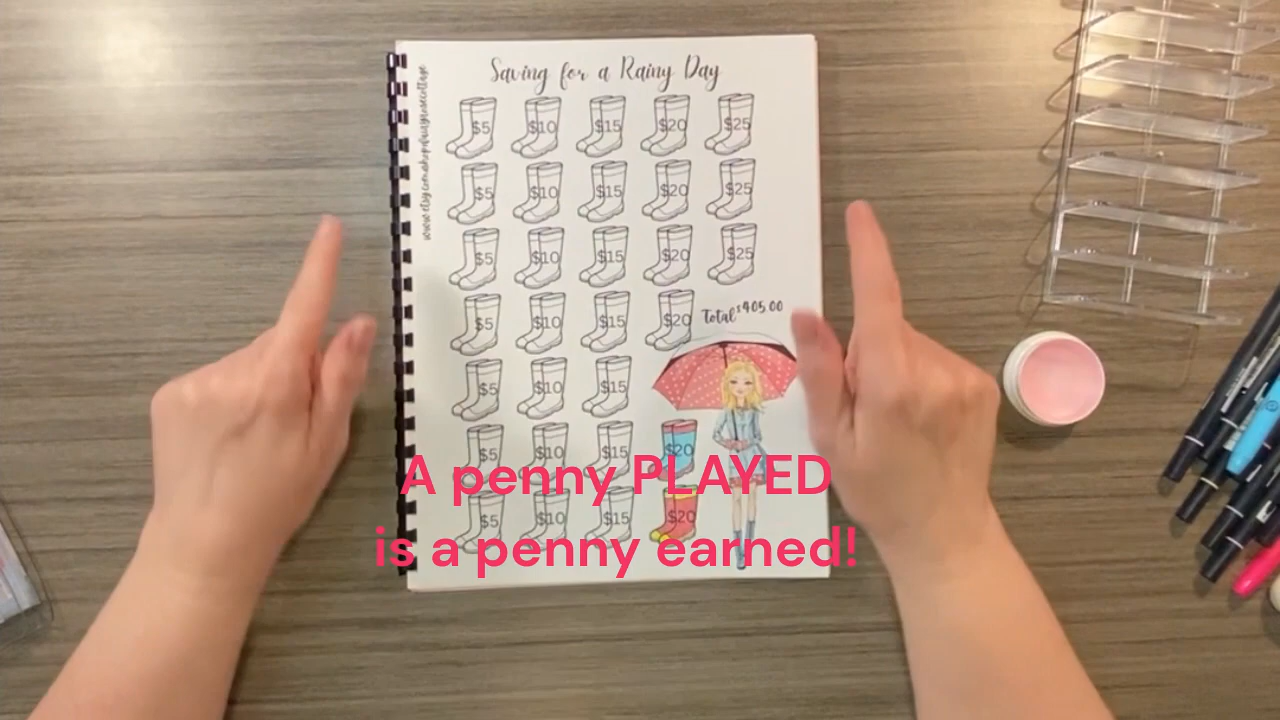 Saving for a Rainy Day
$5 $10 $15 $20 $25
$5 $10 $15 $20 $25
$5 $10 $15 $20 $25
$5 $10 $15 $20
Total $405.00
$5 $10 $15
$5 $10 $15 $20
$5 $10 $15 $20
A penny PLAYED
is a penny earned!